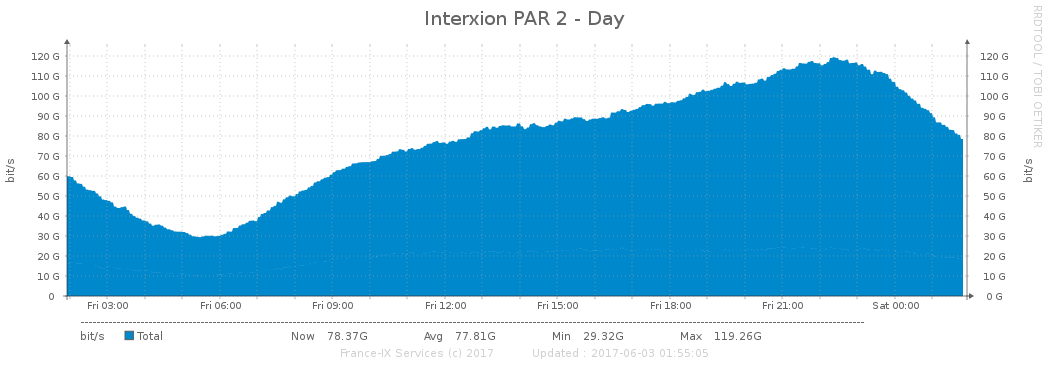 Interxion PAR 2 - Day
RRDTOOL / TOBI OETIKER
bit/s
120 G 120 G
110 G 110 G
100 G 100 G
90 G 90 G
80 G 80 G
70 G 70 G
60 G 60 G
50 G 50 G
40 G 40 G
30 G 30 G
20 G 20 G
10 G 10 G
0 0 G
bit/s
Fri 03:00 Fri 06:00 Fri 09:00 Fri 12:00 Fri 15:00 Fri 18:00 Fri 21:00 Sat 00:00
bit/s Total Now 78.37G Avg 77.81G Min 29.32G Max 119.26G
France-IX Services (c) 2017 Updated : 2017-06-03 01:55:05